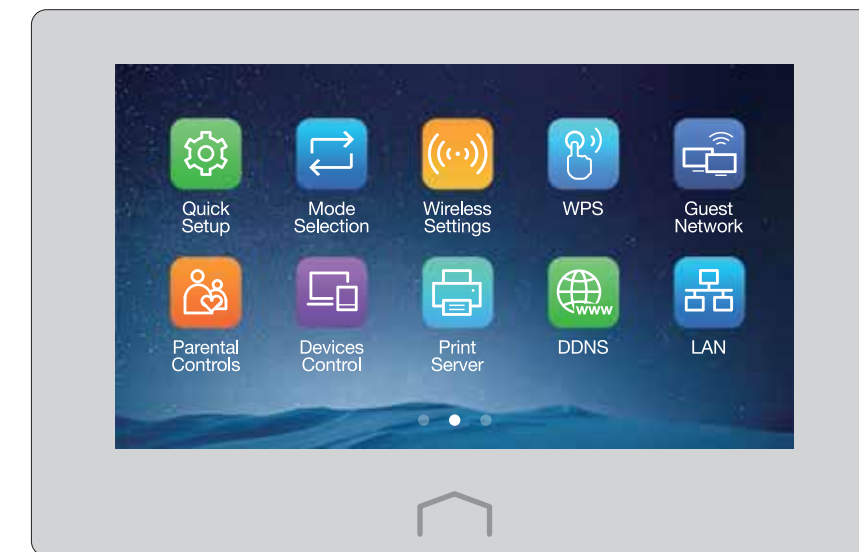 Quick
Setup
Mode
Selection
Wireless
Settings
WPS
Guest
Network
Parental
Controls
Devices
Control
Print
Server
www
DDNS
LAN